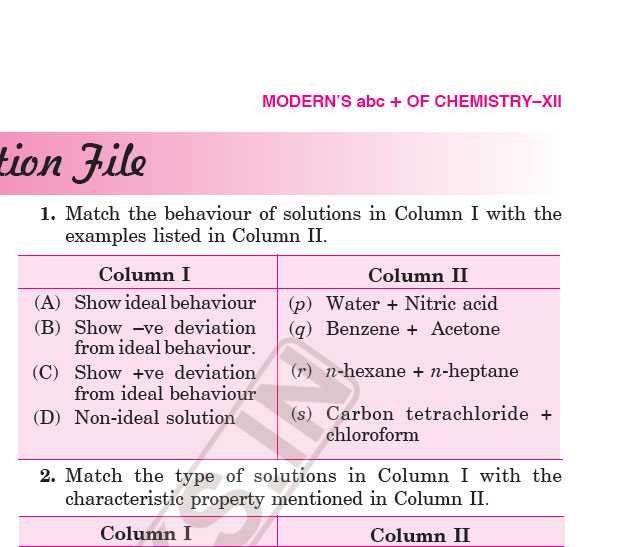 MODERN'S abc + OF CHEMISTRY–XII
tion File
1. Match the behaviour of solutions in Column I with the
examples listed in Column II.
Column I
Column II
(A) Show ideal behaviour
(B) Show –ve deviation
from ideal behaviour.
(C) Show +ve deviation
from ideal behaviour
(D) Non-ideal solution
(p) Water + Nitric acid
(q) Benzene + Acetone
(r) n-hexane + n-heptane
(s) Carbon tetrachloride +
chloroform
2. Match the type of solutions in Column I with the
characteristic property mentioned in Column II.
Column I
Column II